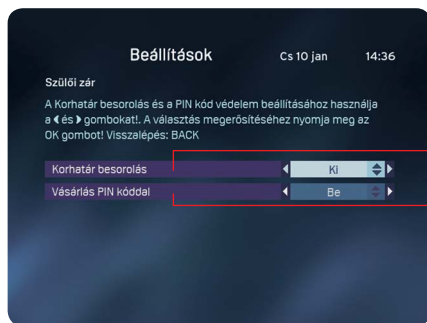 Beállítások Cs 10 jan 14:36
Szülői zár
A Korhatár besorolás és a PIN kód védelem beállításához használja
a ◀ és ▶ gombokat!. A választás megerősítéséhez nyomja meg az
OK gombot! Visszalépés: BACK
Korhatár besorolás Ki
Vásárlás PIN kóddal Be